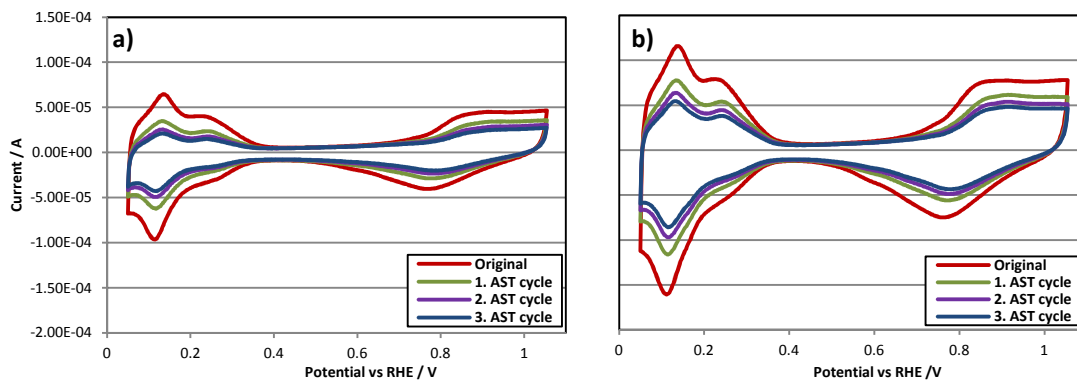 a)
1.50E-04
1.00E-04
5.00E-05
0.00E+00
-5.00E-05
-1.00E-04
-1.50E-04
-2.00E-04
Current / A
0 0.2 0.4 0.6 0.8 1
Potential vs RHE / V
Original
1. AST cycle
2. AST cycle
3. AST cycle
b)
0 0.2 0.4 0.6 0.8 1
Potential vs RHE /V
Original
1. AST cycle
2. AST cycle
3. AST cycle